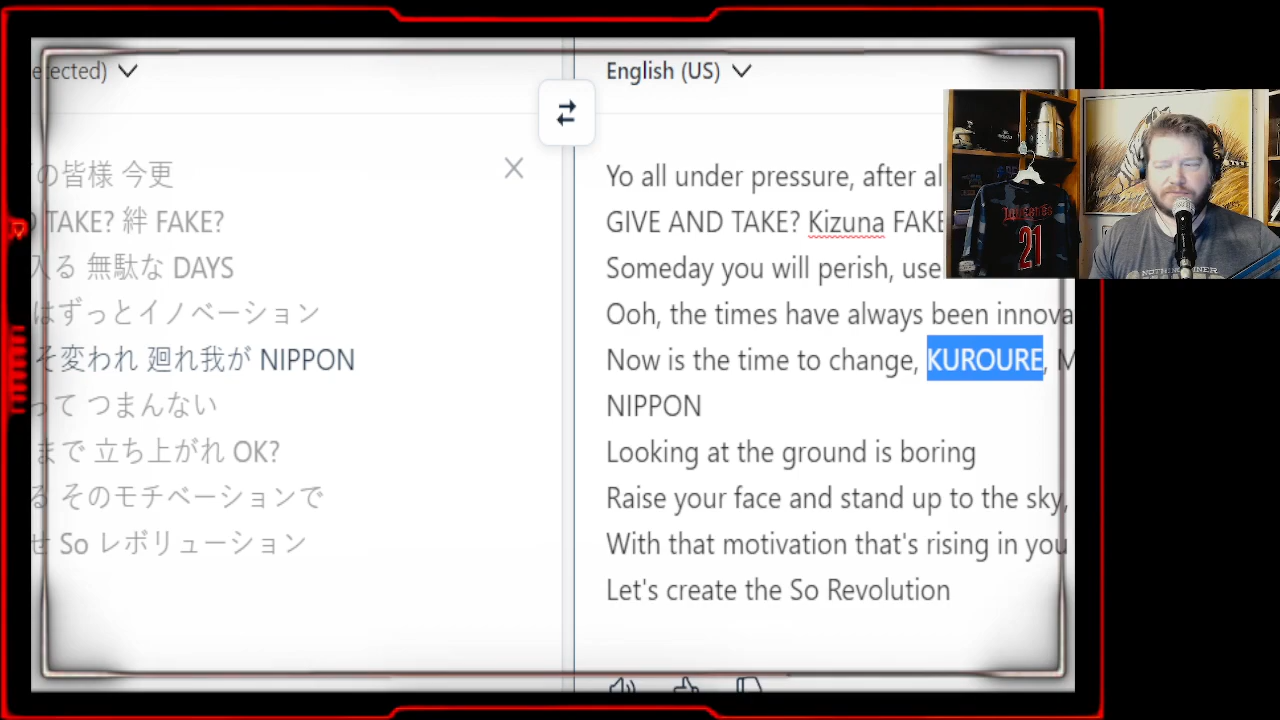 etected)
English (US)
の皆様 今更
TAKE? 絆 FAKE?
入る 無駄な DAYS
はずっとイノベーション
そ変われ 廻れ我が NIPPON
って つまんない
まで 立ち上がれ OK?
る そのモチベーションで
せ So レボリューション
Yo all under pressure, after al
GIVE AND TAKE? Kizuna FAKE
Someday you will perish, use
Ooh, the times have always been innova
Now is the time to change, KUROURE, M
NIPPON
Looking at the ground is boring
Raise your face and stand up to the sky,
With that motivation that's rising in you
Let's create the So Revolution
21